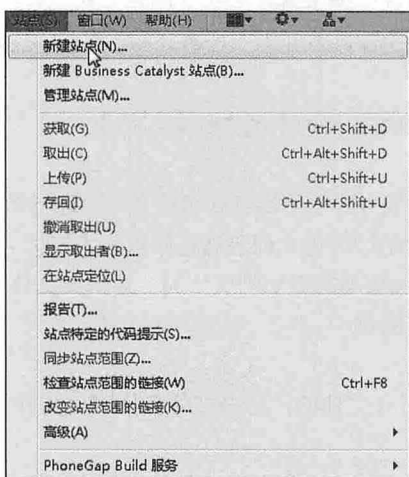 站点(S) 窗口(W) 帮助(H)
新建站点(N)...
新建 Business Catalyst 站点(B)...
管理站点(M)...
获取(G) Ctrl+Shift+D
取出(C) Ctrl+Alt+Shift+D
上传(P) Ctrl+Shift+U
存回(I) Ctrl+Alt+Shift+U
撤消取出(U)
显示取出者(B)...
在站点定位(L)
报告(T)...
站点特定的代码提示(S)...
同步站点范围(Z)...
检查站点范围的链接(W) Ctrl+F8
改变站点范围的链接(K)...
高级(A)
PhoneGap Build 服务